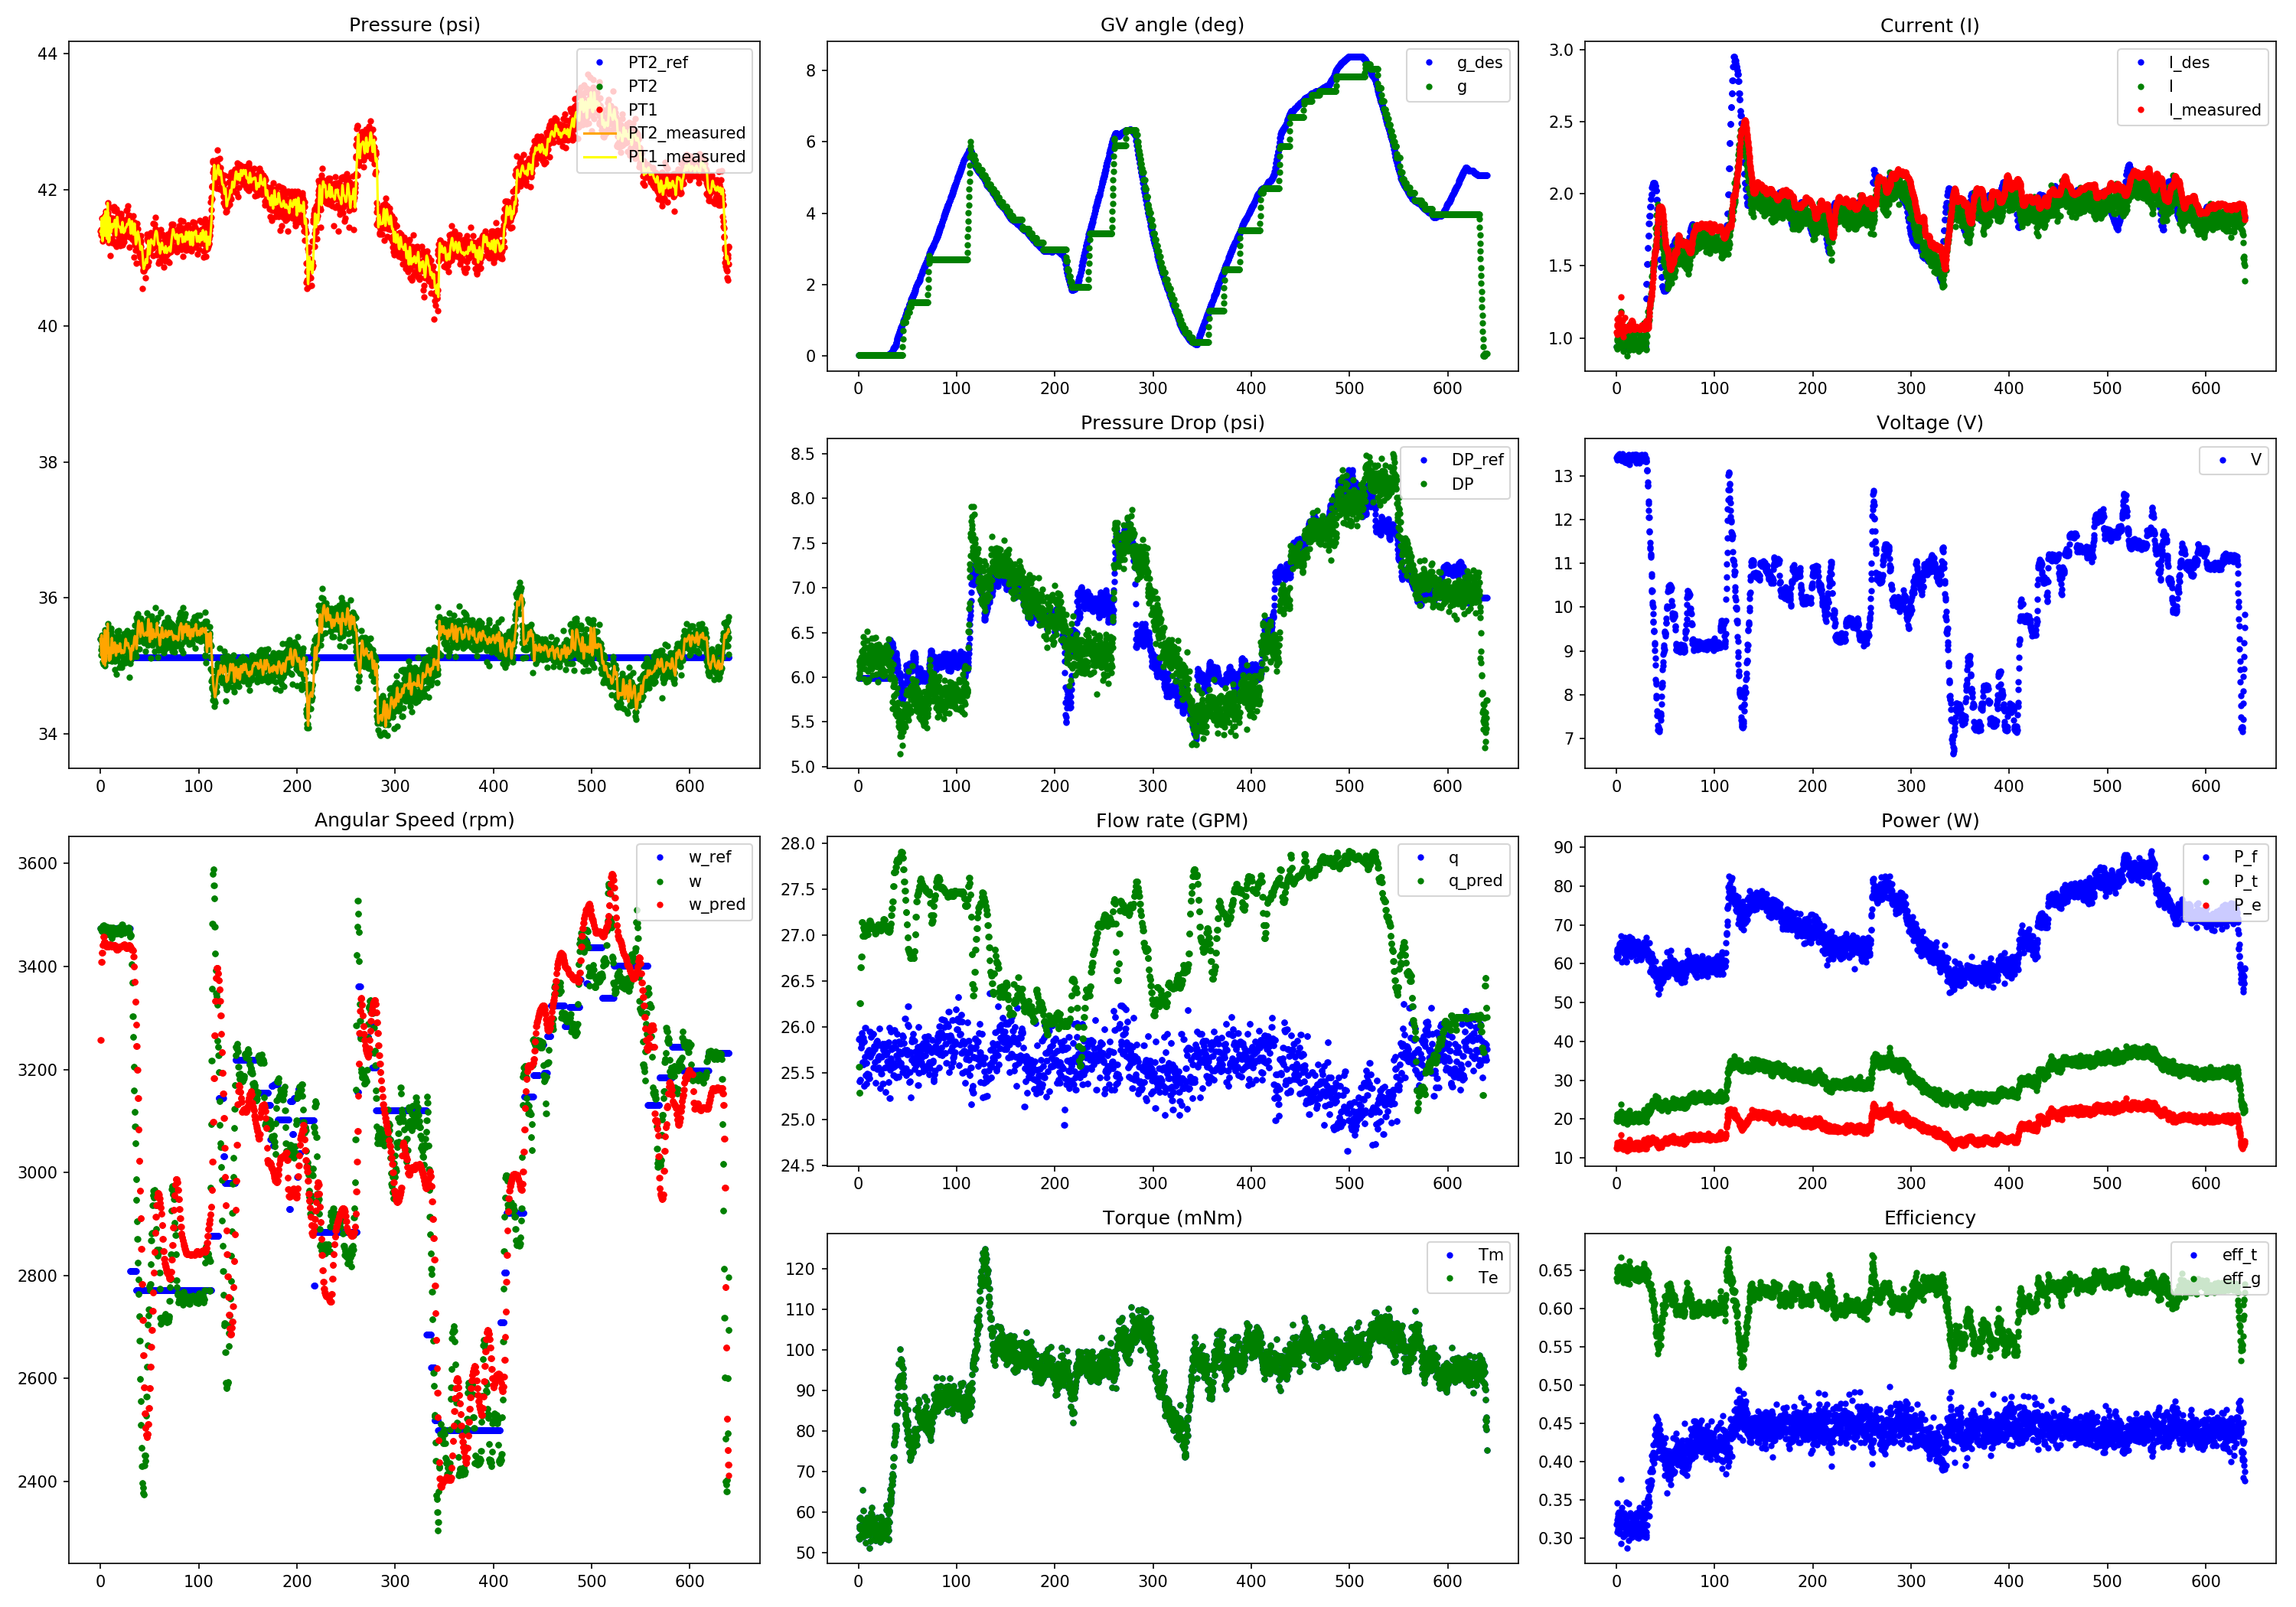 Pressure (psi)
44
42
40
38
36
34
0 100 200 300 400 500 600
PT2_ref
PT2
PT1
PT2_measured
PT1_measured
GV angle (deg)
8
6
4
2
0
0 100 200 300 400 500 600
g_des
g
Current (I)
3.0
2.5
2.0
1.5
1.0
0 100 200 300 400 500 600
I_des
I
I_measured
Pressure Drop (psi)
8.5
8.0
7.5
7.0
6.5
6.0
5.5
5.0
0 100 200 300 400 500 600
DP_ref
DP
Voltage (V)
13
12
11
10
9
8
7
0 100 200 300 400 500 600
V
Angular Speed (rpm)
3600
3400
3200
3000
2800
2600
2400
0 100 200 300 400 500 600
w_ref
w
w_pred
Flow rate (GPM)
28.0
27.5
27.0
26.5
26.0
25.5
25.0
24.5
0 100 200 300 400 500 600
q
q_pred
Power (W)
90
80
70
60
50
40
30
20
10
0 100 200 300 400 500 600
P_f
P_t
P_e
Torque (mNm)
120
110
100
90
80
70
60
50
0 100 200 300 400 500 600
Tm
Te
Efficiency
0.65
0.60
0.55
0.50
0.45
0.40
0.35
0.30
0 100 200 300 400 500 600
eff_t
eff_g